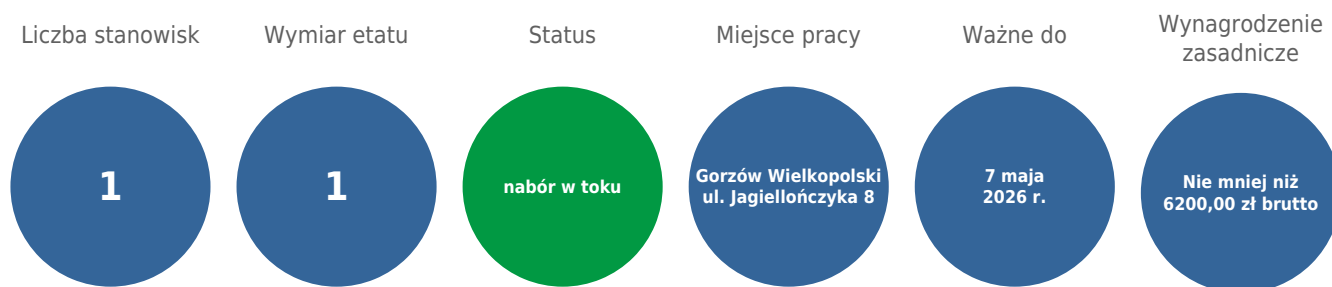 Liczba stanowisk
1
Wymiar etatu
1
Status
nabór w toku
Miejsce pracy
Gorzów Wielkopolski
ul. Jagiellończyka 8
Ważne do
7 maja
2026 r.
Wynagrodzenie
zasadnicze
Nie mniej niż
6200,00 zł brutto